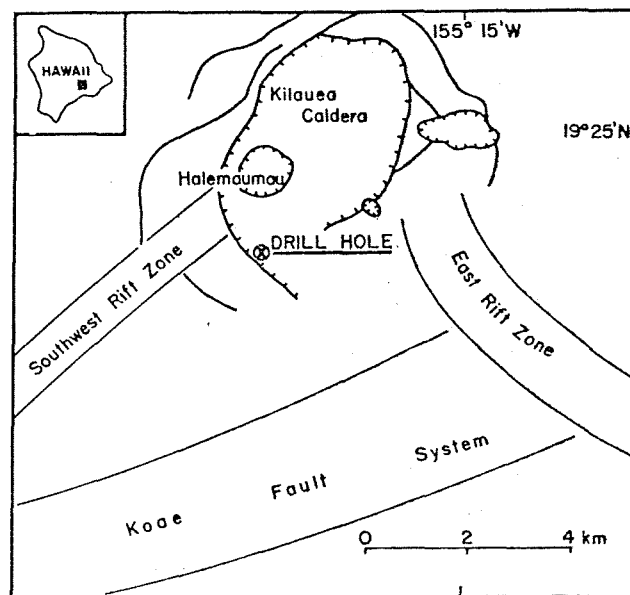 HAWAII
155° 15'W
Kilauea
Caldera
19° 25'N
Halemaumau
DRILL HOLE
Southwest Rift Zone
East Rift Zone
Koae Fault System
0 2 4 km